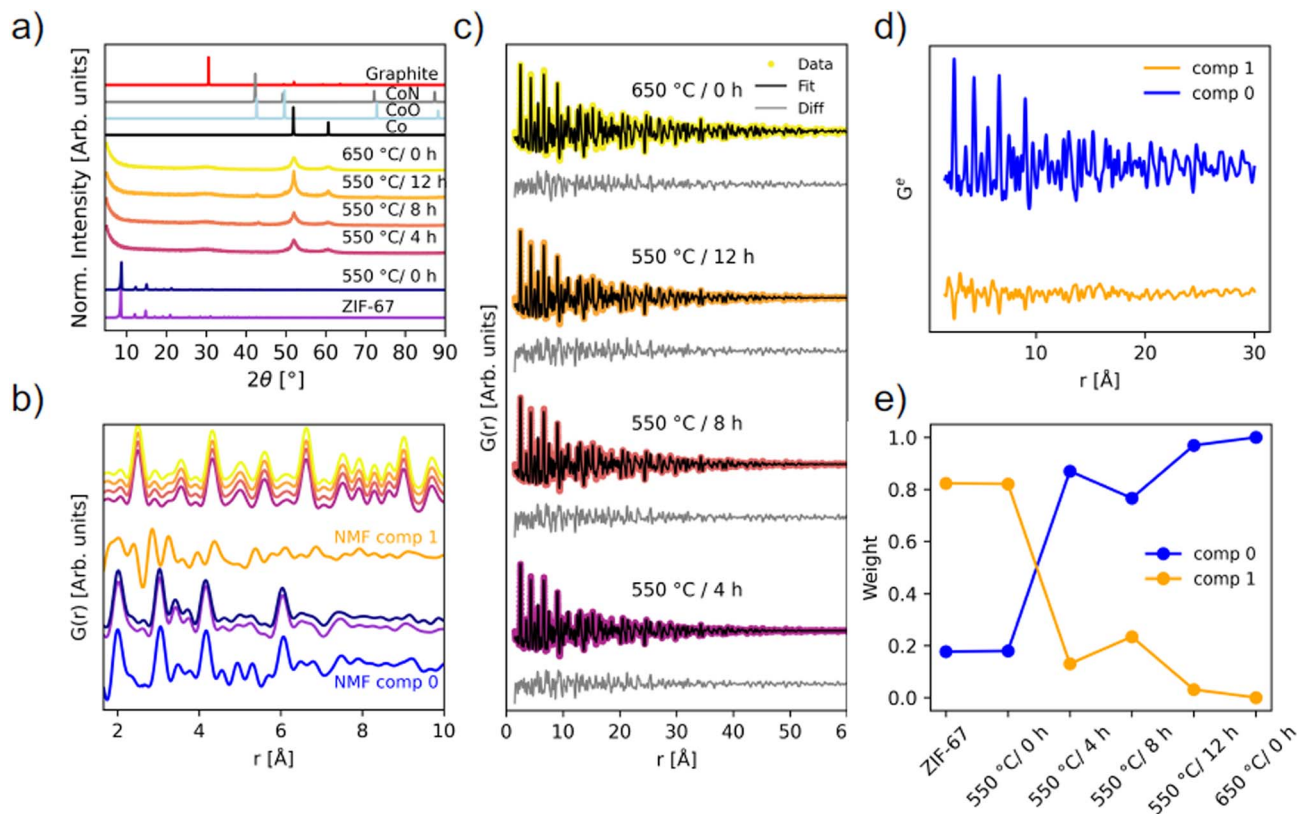 a)
Norm. Intensity [Arb. units]
Graphite
CoN
CoO
Co
650 °C/ 0 h
550 °C/ 12 h
550 °C/ 8 h
550 °C/ 4 h
550 °C/ 0 h
ZIF-67
10 20 30 40 50 60 70 80 90
2θ [°]
b)
G(r) [Arb. units]
NMF comp 1
NMF comp 0
2 4 6 8 10
r [Å]
c)
G(r) [Arb. units]
Data
Fit
Diff
650 °C / 0 h
550 °C / 12 h
550 °C / 8 h
550 °C / 4 h
0 10 20 30 40 50 60
r [Å]
d)
Gᵉ
comp 1
comp 0
10 20 30
r [Å]
e)
Weight
1.0
0.8
0.6
0.4
0.2
0.0
comp 0
comp 1
ZIF-67
550 °C/ 0 h
550 °C/ 4 h
550 °C/ 8 h
550 °C/ 12 h
650 °C/ 0 h